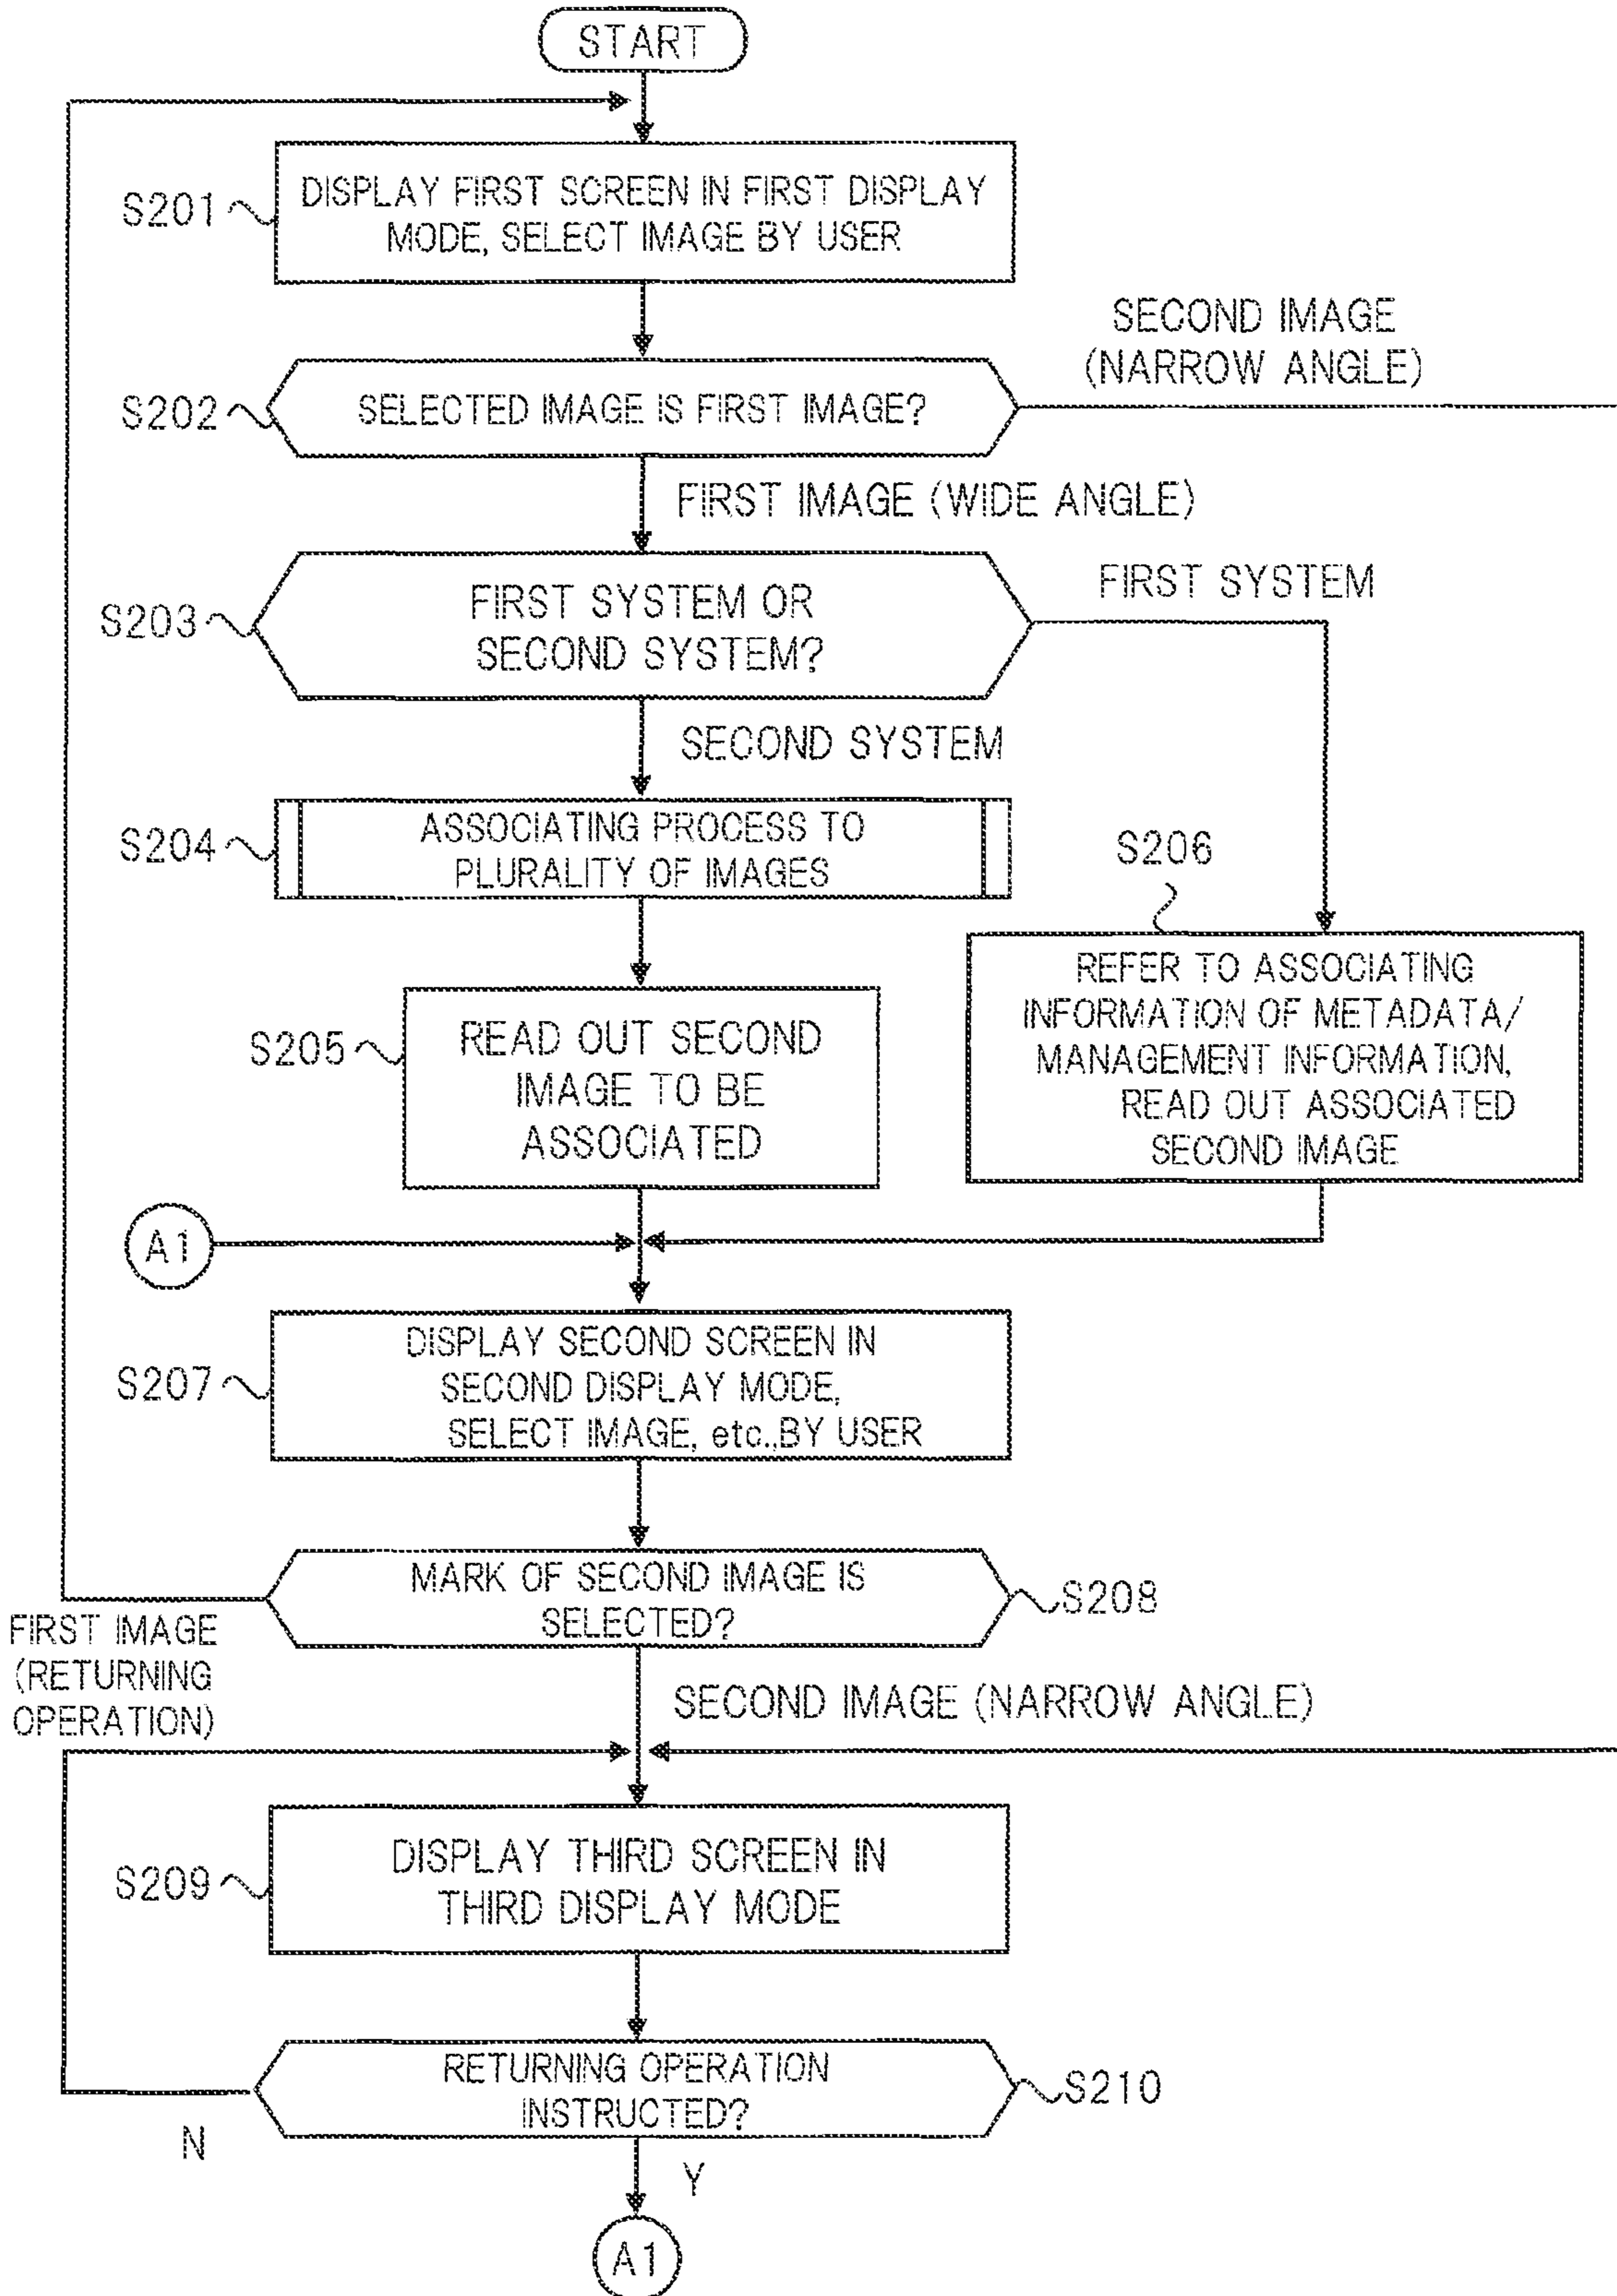 START
S201
DISPLAY FIRST SCREEN IN FIRST DISPLAY
MODE, SELECT IMAGE BY USER
SECOND IMAGE
(NARROW ANGLE)
S202
SELECTED IMAGE IS FIRST IMAGE?
FIRST IMAGE (WIDE ANGLE)
S203
FIRST SYSTEM OR
SECOND SYSTEM?
FIRST SYSTEM
SECOND SYSTEM
S204
ASSOCIATING PROCESS TO
PLURALITY OF IMAGES
S206
REFER TO ASSOCIATING
INFORMATION OF METADATA/
MANAGEMENT INFORMATION,
READ OUT ASSOCIATED
SECOND IMAGE
S205
READ OUT SECOND
IMAGE TO BE
ASSOCIATED
A1
S207
DISPLAY SECOND SCREEN IN
SECOND DISPLAY MODE,
SELECT IMAGE, etc.,BY USER
MARK OF SECOND IMAGE IS
SELECTED?
S208
FIRST IMAGE
(RETURNING
OPERATION)
SECOND IMAGE (NARROW ANGLE)
S209
DISPLAY THIRD SCREEN IN
THIRD DISPLAY MODE
RETURNING OPERATION
INSTRUCTED?
S210
N
Y
A1